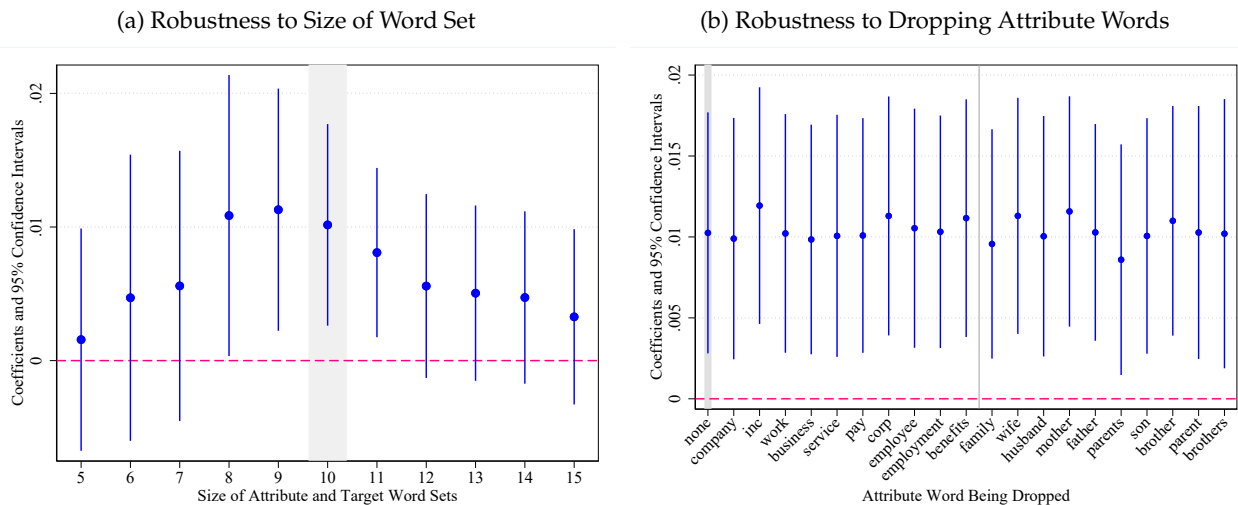 (a) Robustness to Size of Word Set
Coefficients and 95% Confidence Intervals
.02
.01
0
5 6 7 8 9 10 11 12 13 14 15
Size of Attribute and Target Word Sets
(b) Robustness to Dropping Attribute Words
Coefficients and 95% Confidence Intervals
.02
.015
.01
.005
0
none company inc work business service pay corp employee employment benefits family wife husband mother father parents son brother parent brothers
Attribute Word Being Dropped